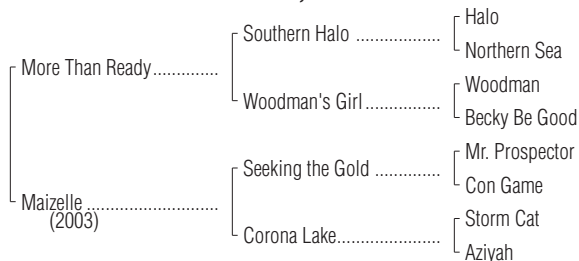 Halo
Southern Halo ..................
Northern Sea
More Than Ready..............
Woodman
Woodman's Girl................
Becky Be Good
Mr. Prospector
Seeking the Gold ..............
Con Game
Maizelle ............................
(2003)
Storm Cat
Corona Lake......................
Aziyah